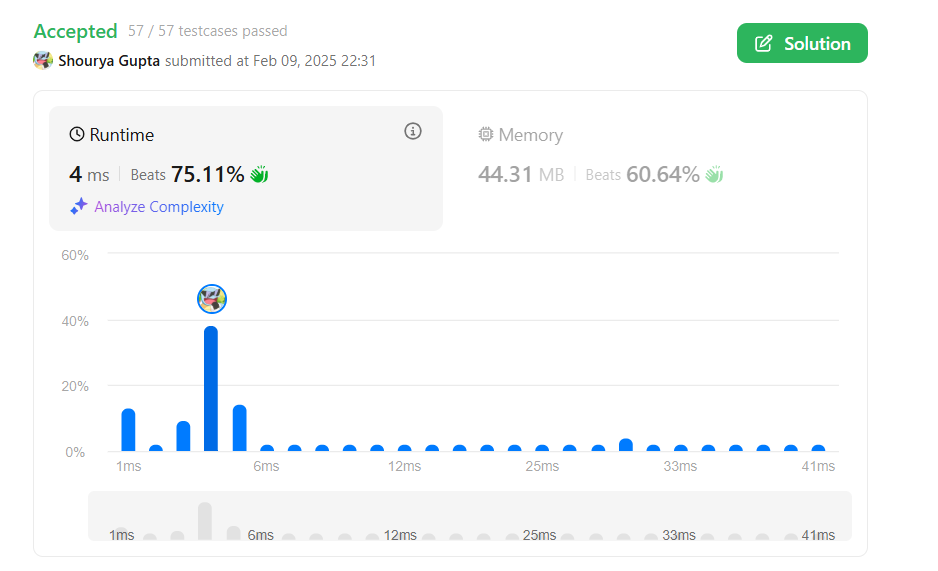 Accepted 57 / 57 testcases passed
Solution
Shourya Gupta submitted at Feb 09, 2025 22:31
Runtime
4 ms Beats 75.11%
Analyze Complexity
Memory
44.31 MB Beats 60.64%
60%
40%
20%
0%
1ms 6ms 12ms 25ms 33ms 41ms
1ms 6ms 12ms 25ms 33ms 41ms